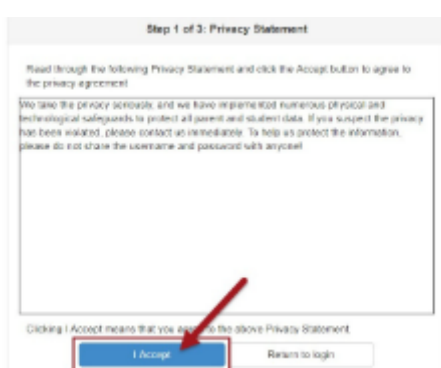 Step 1 of 3: Privacy Statement
Read through the following Privacy Statement and click the Accept button to agree to
the privacy agreement
We take the privacy seriously, and we have implemented numerous physical and
technological safeguards to protect all parent and student data. If you suspect the privacy
has been violated, please contact us immediately. To help us protect the information,
please do not share the username and password with anyone!
Clicking I Accept means that you to the above Privacy Statement
I Accept
Return to login